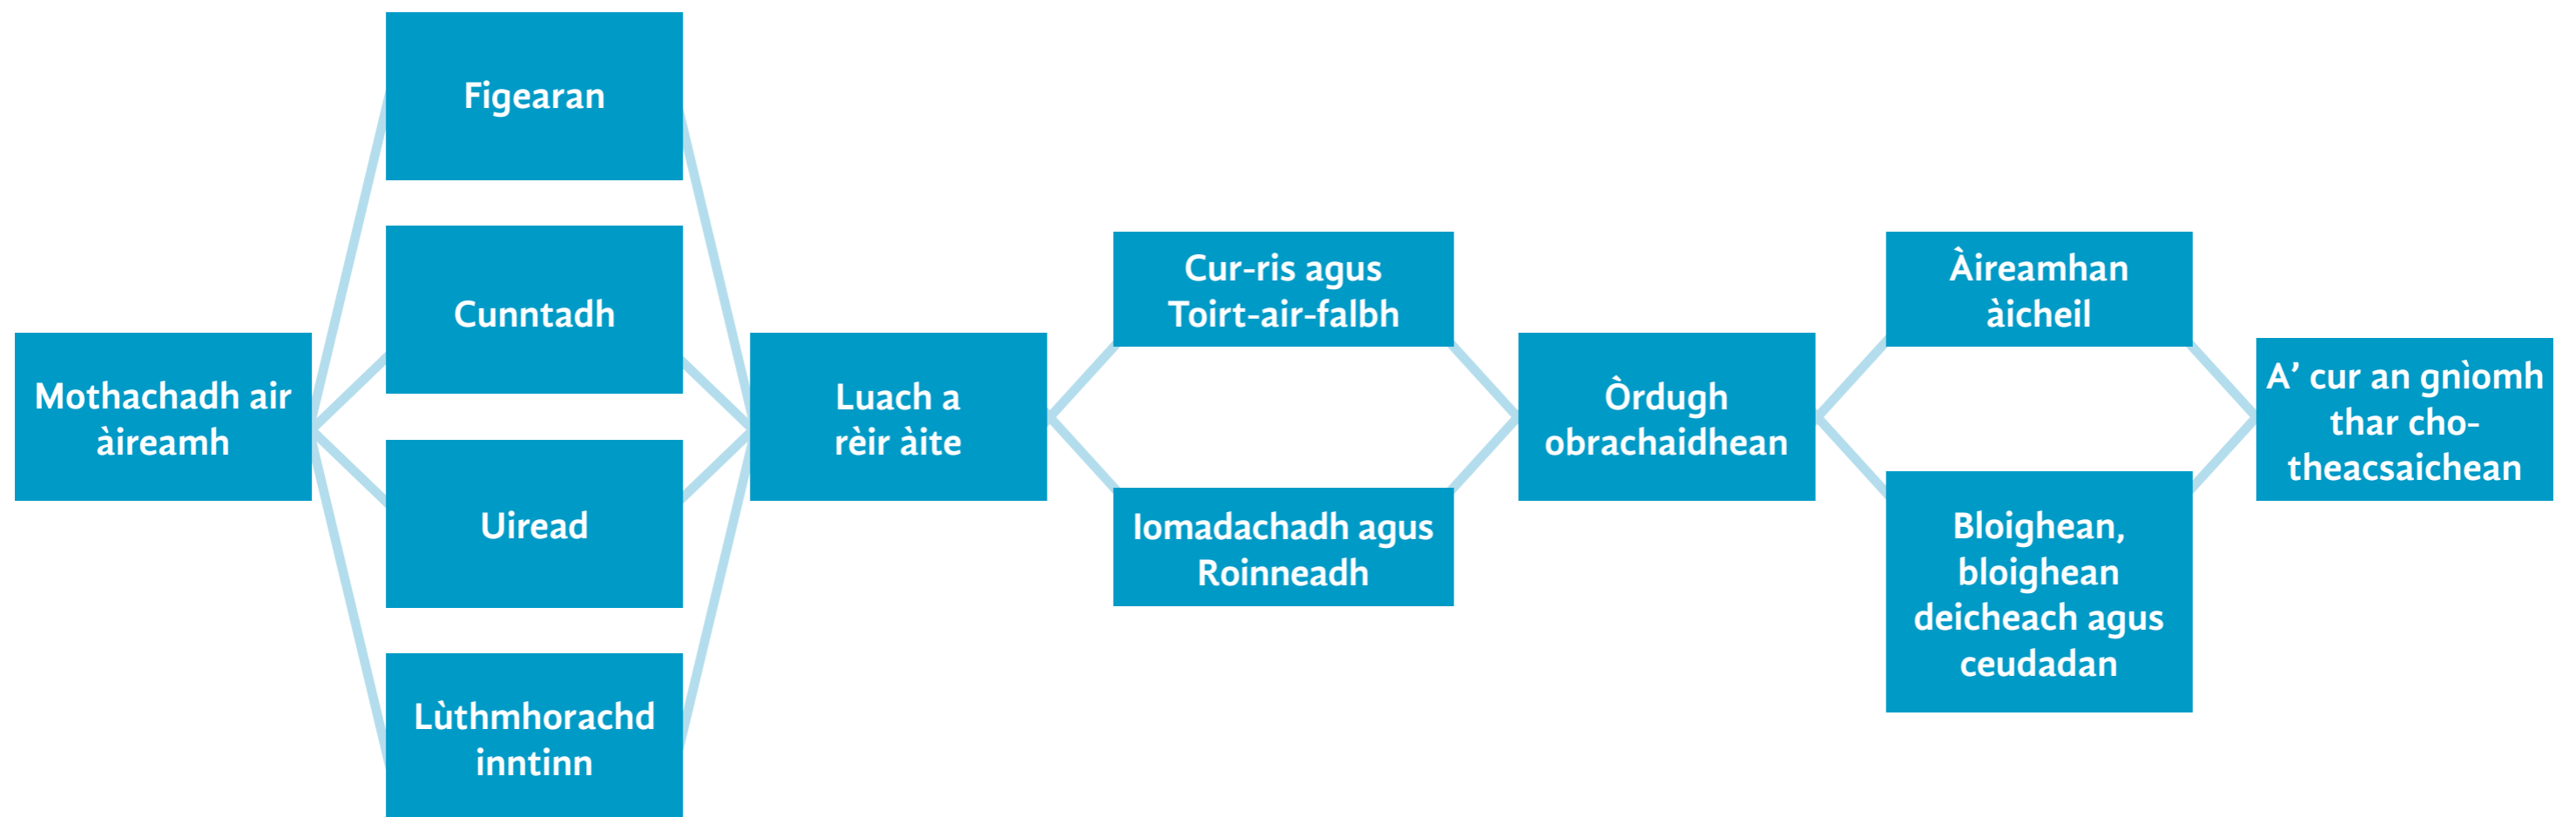 Mothachadh air
àireamh
Figearan
Cunntadh
Uiread
Lùthmhorachd
inntinn
Luach a
rèir àite
Cur-ris agus
Toirt-air-falbh
Iomadachadh agus
Roinneadh
Òrdugh
obrachaidhean
Àireamhan
àicheil
Bloighean,
bloighean
deicheach agus
ceudadan
A’ cur an gnìomh
thar cho-
theacsaichean